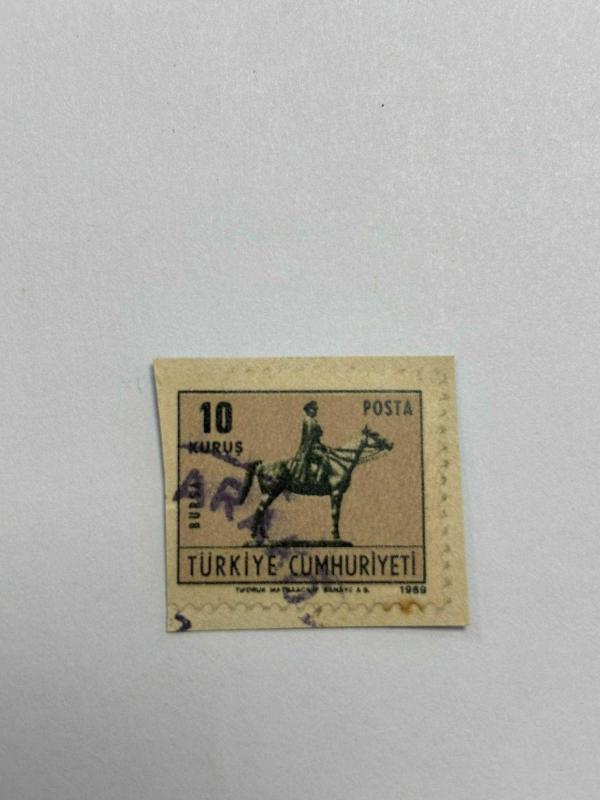 10 POSTA
KURUŞ
BURSA
TÜRKİYE CUMHURİYETİ
1969